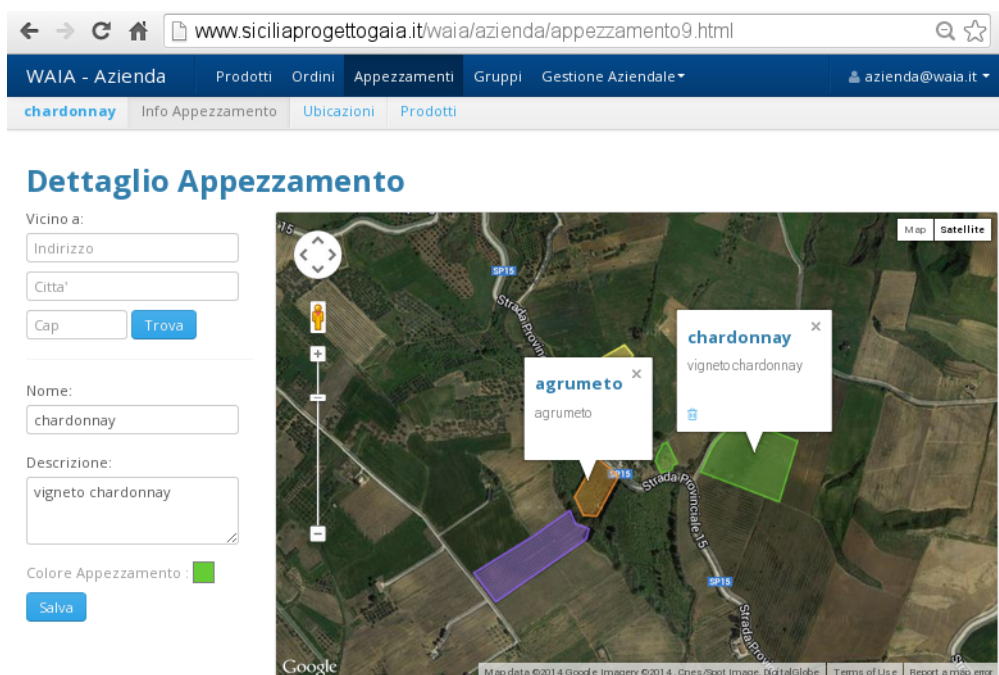 www.siciliaprogettogaia.it/waia/azienda/appezzamento9.html
WAIA - Azienda Prodotti Ordini Appezzamenti Gruppi Gestione Aziendale azienda@waia.it
chardonnay Info Appezzamento Ubicazioni Prodotti
Dettaglio Appezzamento
Vicino a:
Indirizzo
Citta'
Cap Trova
Nome:
chardonnay
Descrizione:
vigneto chardonnay
Colore Appezzamento :
Salva
15
Map Satellite
SP15
Strada Provin
chardonnay
vigneto chardonnay
agrumeto
agrumeto
SP15
Strada Provinciale 15
SP15
Strada Pro
Google
Map data ©2014 Google Imagery ©2014 , Cnes/Spot Image, DigitalGlobe Terms of Use Report a map error